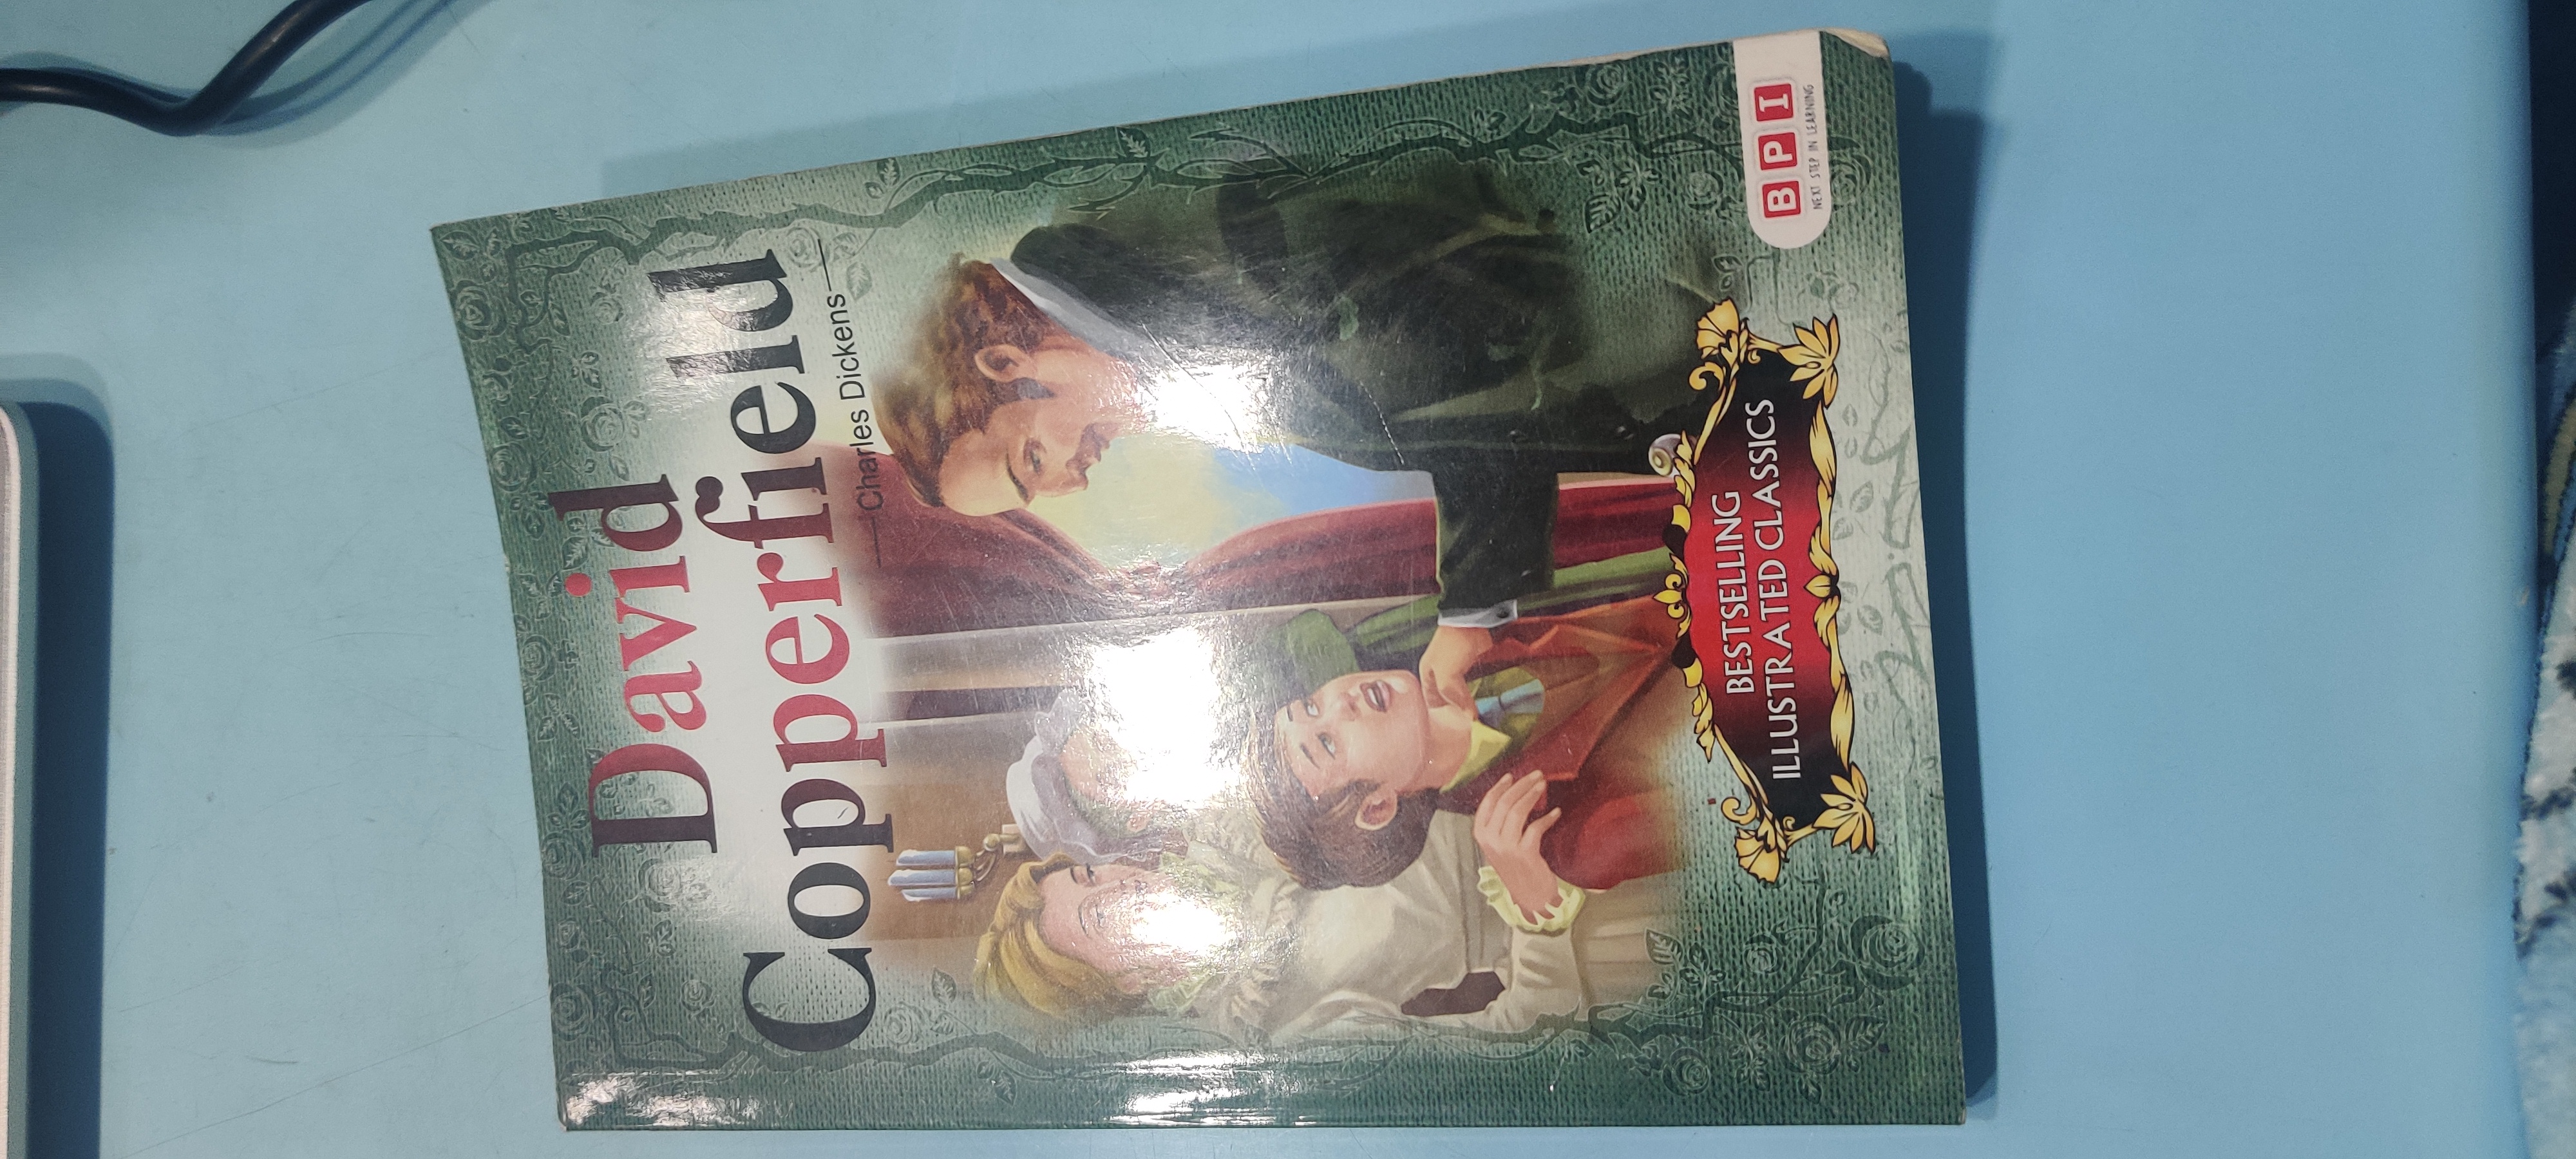 David
Copperfield
—Charles Dickens—
BESTSELLING
ILLUSTRATED CLASSICS
BPI
NEXT STEP IN LEARNING